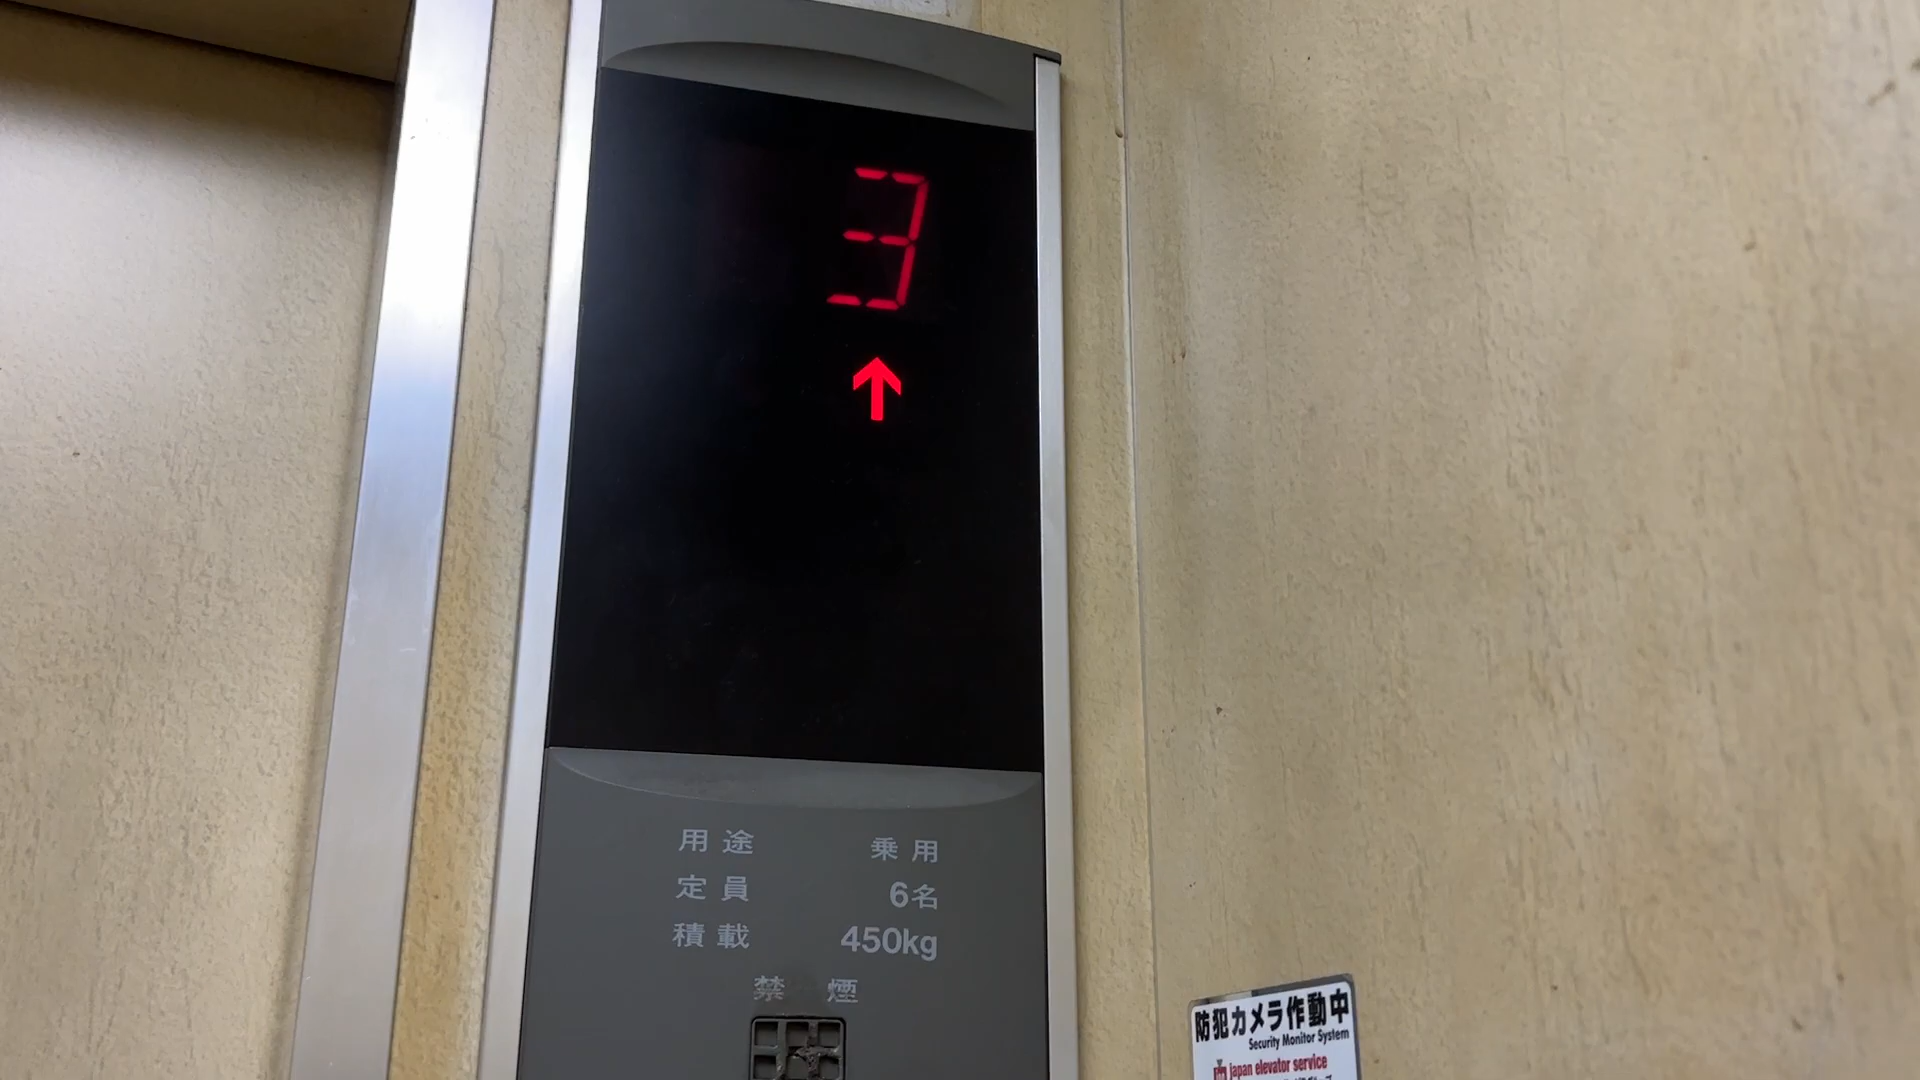 3
↑
用途 乗用
定員 6名
積載 450kg
禁煙
防犯カメラ作動中
Security Monitor System
japan elevator service